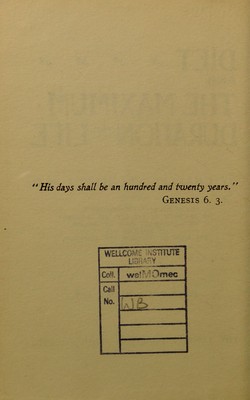 "His days shall be an hundred and twenty years."
GENESIS 6. 3.
WELLCOME INSTITUTE
LIBRARY
Coll. welMOmec
Call
No. WB